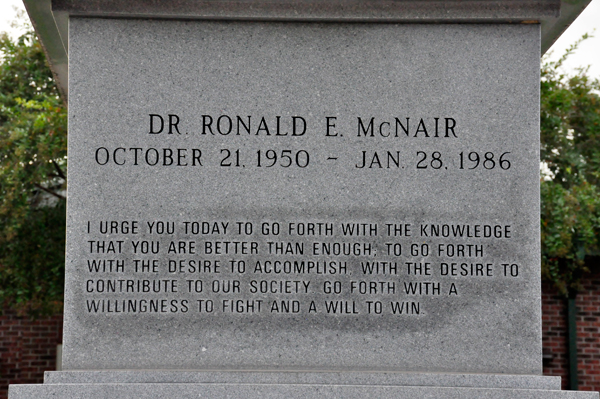 DR. RONALD E. McNAIR
OCTOBER 21, 1950 - JAN. 28, 1986
I URGE YOU TODAY TO GO FORTH WITH THE KNOWLEDGE
THAT YOU ARE BETTER THAN ENOUGH, TO GO FORTH
WITH THE DESIRE TO ACCOMPLISH, WITH THE DESIRE TO
CONTRIBUTE TO OUR SOCIETY. GO FORTH WITH A
WILLINGNESS TO FIGHT AND A WILL TO WIN.